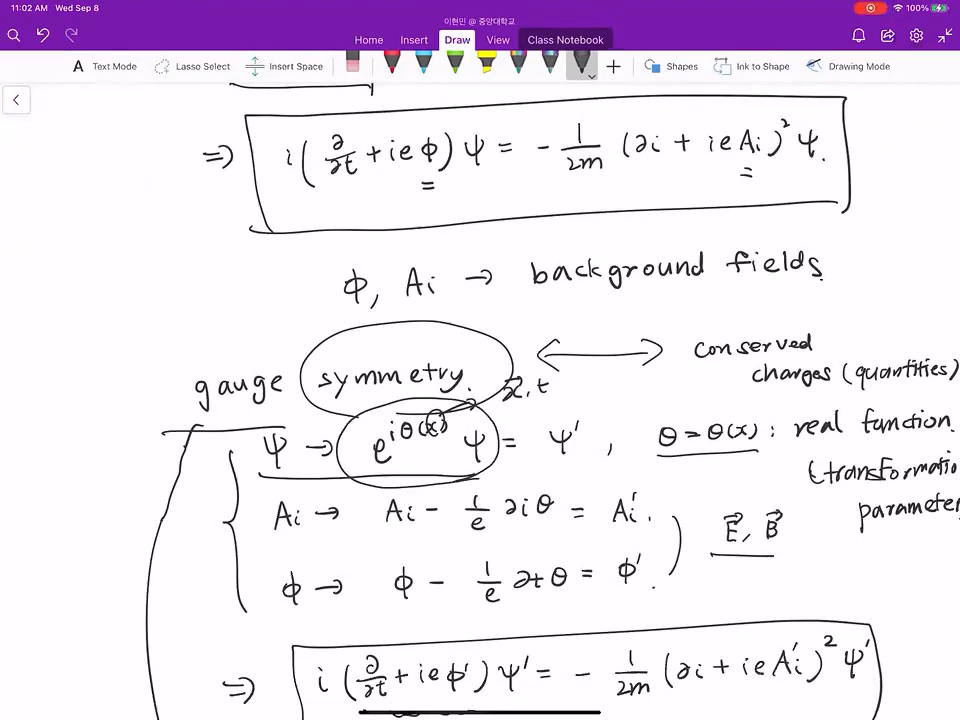 11:02 AM Wed Sep 8
100%
이현민 @ 중앙대학교
Home Insert Draw View Class Notebook
Text Mode Lasso Select Insert Space Shapes Ink to Shape Drawing Mode
⇒ i(∂/∂t + ieϕ)ψ = - 1/2m (∂i + ieAi)² ψ.
ϕ, Ai → background fields.
gauge symmetry. ↔ conserved
charges (quantities)
x⃗, t
ψ → e^{iθ(x)} ψ = ψ′, θ = θ(x) : real function.
(transformatio
parameter
Ai → Ai - 1/e ∂iθ = Ai′.
E⃗, B⃗
ϕ → ϕ - 1/e ∂tθ = ϕ′.
⇒ i(∂/∂t + ieϕ′)ψ′ = - 1/2m (∂i + ieAi′)² ψ′